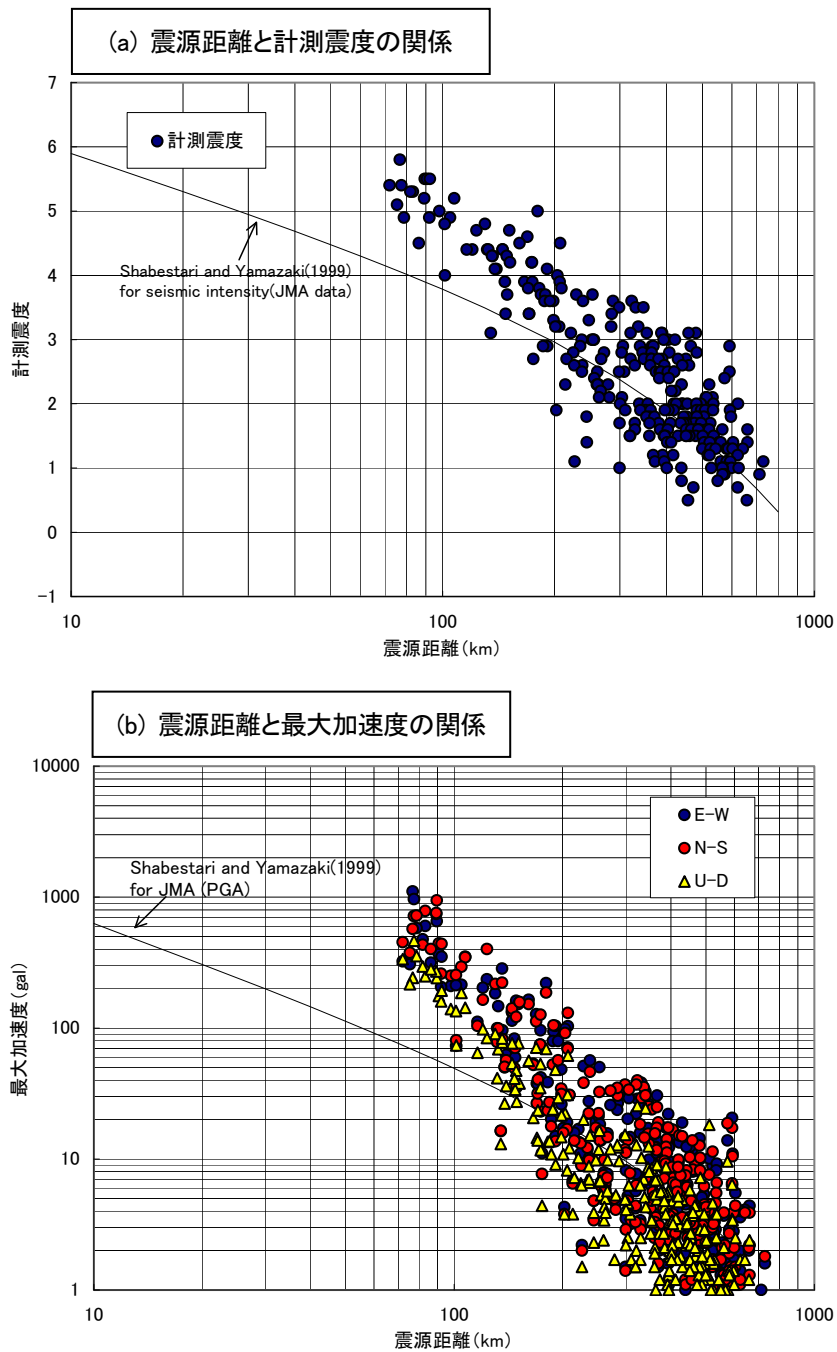 (a) 震源距離と計測震度の関係
7
6
5
4
3
2
1
0
-1
計測震度
計測震度
Shabestari and Yamazaki(1999)
for seismic intensity(JMA data)
10
100
1000
震源距離(km)
(b) 震源距離と最大加速度の関係
10000
1000
100
10
1
最大加速度(gal)
E-W
N-S
U-D
Shabestari and Yamazaki(1999)
for JMA (PGA)
10
100
1000
震源距離(km)